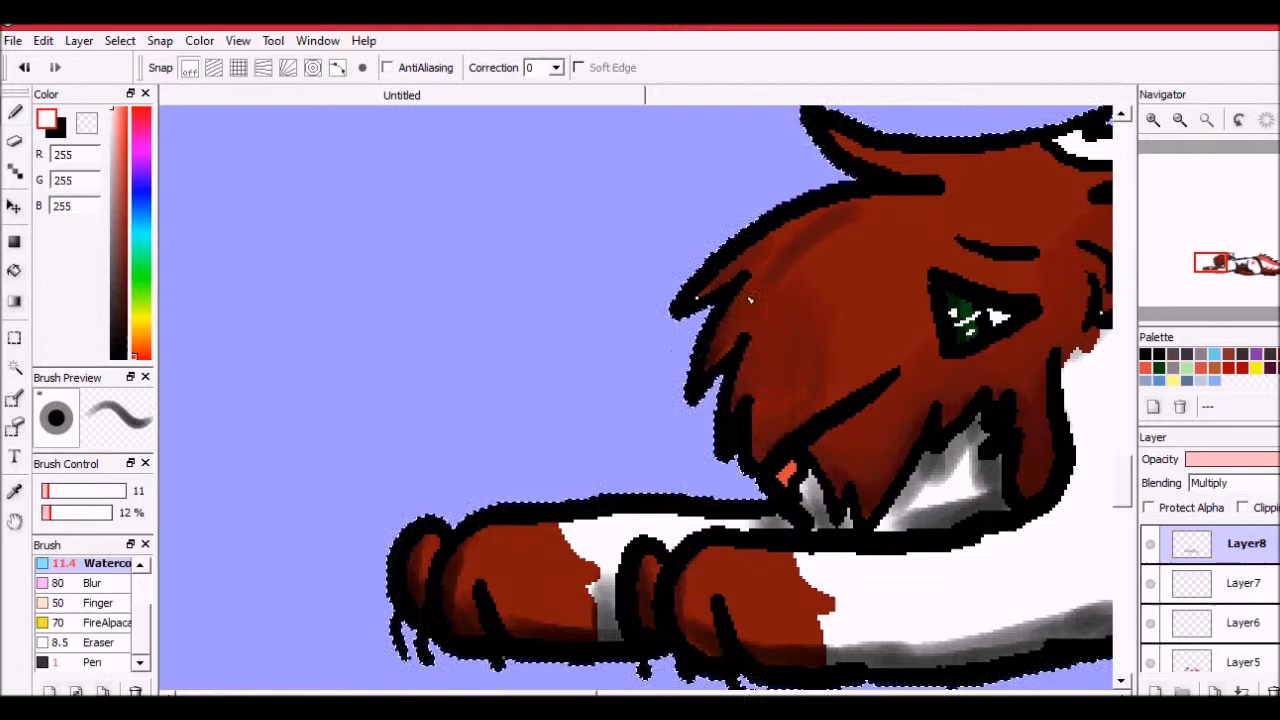 File Edit Layer Select Snap Color View Tool Window Help
Snap off AntiAliasing Correction 0 Soft Edge
Color
Untitled
Navigator
R 255
G 255
B 255
Brush Preview
*
Brush Control
11
12 %
Brush
11.4 Waterco
80 Blur
50 Finger
70 FireAlpaca
8.5 Eraser
1 Pen
Palette
---
Layer
Opacity
Blending Multiply
Protect Alpha Clippi
Layer8
Layer7
Layer6
Layer5